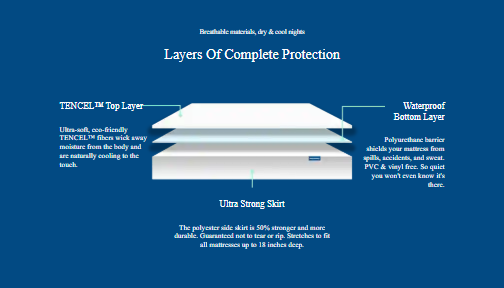 Breathable materials, dry & cool nights
Layers Of Complete Protection
TENCEL™ Top Layer
Ultra-soft, eco-friendly
TENCEL™ fibers wick away
moisture from the body and
are naturally cooling to the
touch.
Waterproof
Bottom Layer
Polyurethane barrier
shields your mattress from
spills, accidents, and sweat.
PVC & vinyl free. So quiet
you won't even know it's
there.
Ultra Strong Skirt
The polyester side skirt is 50% stronger and more
durable. Guaranteed not to tear or rip. Stretches to fit
all mattresses up to 18 inches deep.